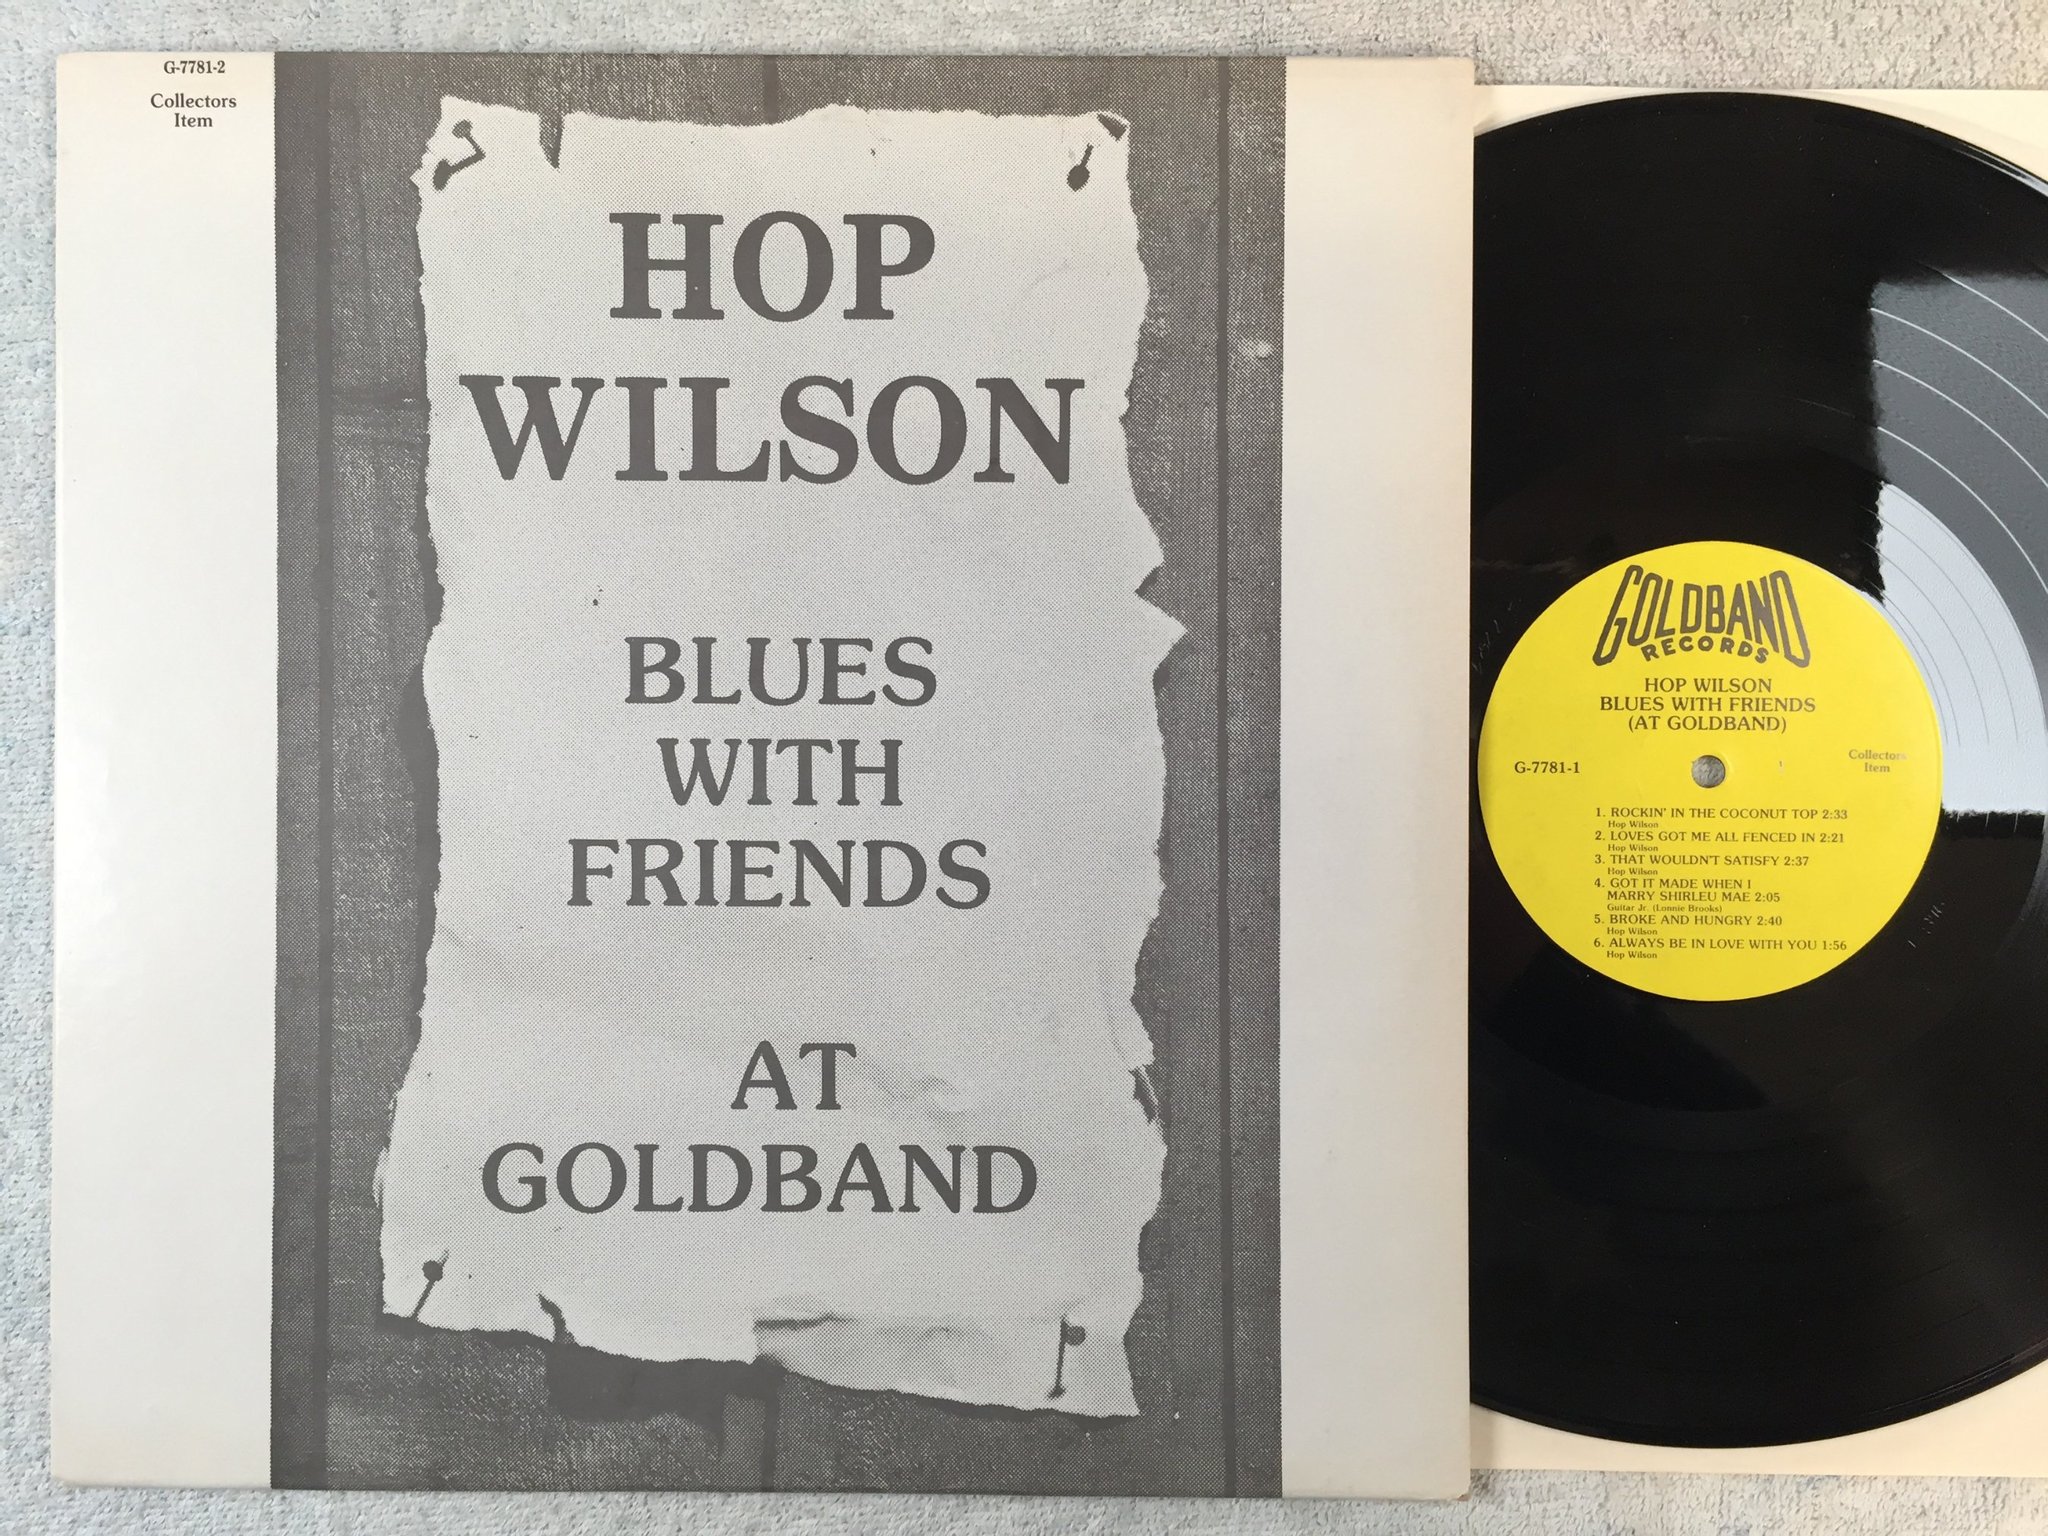 G-7781-2
Collectors
Item
HOP
WILSON
BLUES
WITH
FRIENDS
AT
GOLDBAND
GOLDBAND
RECORDS
HOP WILSON
BLUES WITH FRIENDS
(AT GOLDBAND)
G-7781-1
Collectors
Item
1. ROCKIN' IN THE COCONUT TOP 2:33
Hop Wilson
2. LOVES GOT ME ALL FENCED IN 2:21
Hop Wilson
3. THAT WOULDN'T SATISFY 2:37
Hop Wilson
4. GOT IT MADE WHEN I
MARRY SHIRLEU MAE 2:05
Guitar Jr. (Lonnie Brooks)
5. BROKE AND HUNGRY 2:40
Hop Wilson
6. ALWAYS BE IN LOVE WITH YOU 1:56
Hop Wilson